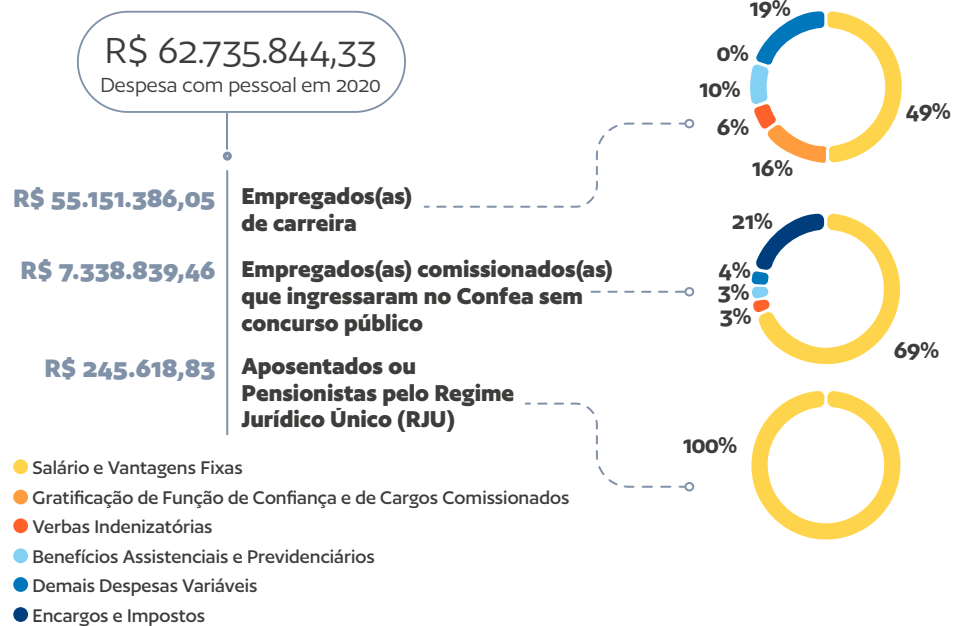 R$ 62.735.844,33
Despesa com pessoal em 2020
R$ 55.151.386,05
Empregados(as)
de carreira
R$ 7.338.839,46
Empregados(as) comissionados(as)
que ingressaram no Confea sem
concurso público
R$ 245.618,83
Aposentados ou
Pensionistas pelo Regime
Jurídico Único (RJU)
19%
0%
10%
6%
16%
49%
21%
4%
3%
3%
69%
100%
Salário e Vantagens Fixas
Gratificação de Função de Confiança e de Cargos Comissionados
Verbas Indenizatórias
Benefícios Assistenciais e Previdenciários
Demais Despesas Variáveis
Encargos e Impostos